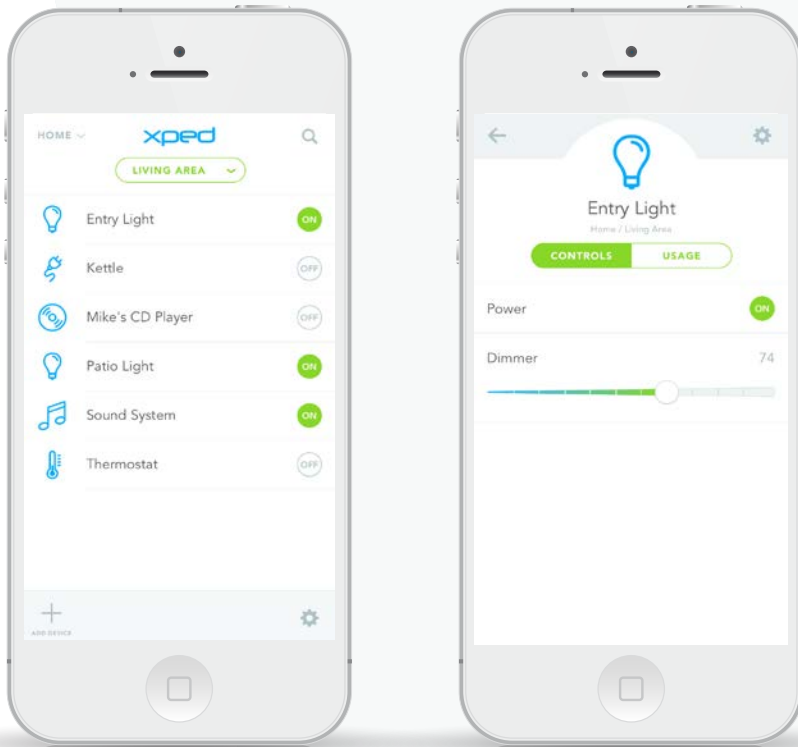 HOME
xped
LIVING AREA
Entry Light
ON
Kettle
OFF
Mike's CD Player
OFF
Patio Light
ON
Sound System
ON
Thermostat
OFF
ADD DEVICE
Entry Light
Home / Living Area
CONTROLS
USAGE
Power
ON
Dimmer
74